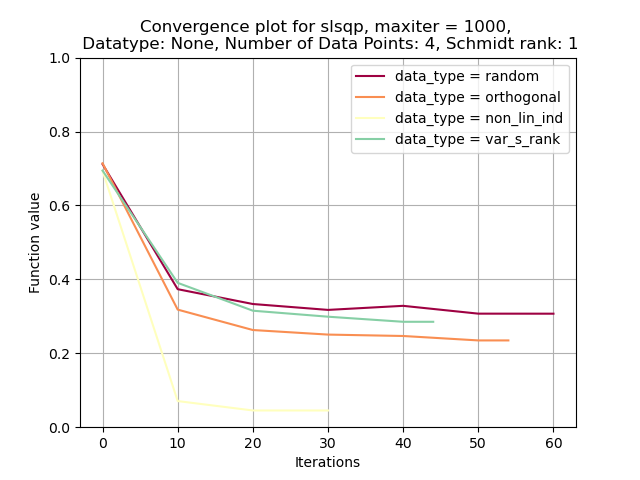 Convergence plot for slsqp, maxiter = 1000,
Datatype: None, Number of Data Points: 4, Schmidt rank: 1
data_type = random
data_type = orthogonal
data_type = non_lin_ind
data_type = var_s_rank
Function value
1.0
0.8
0.6
0.4
0.2
0.0
0 10 20 30 40 50 60
Iterations